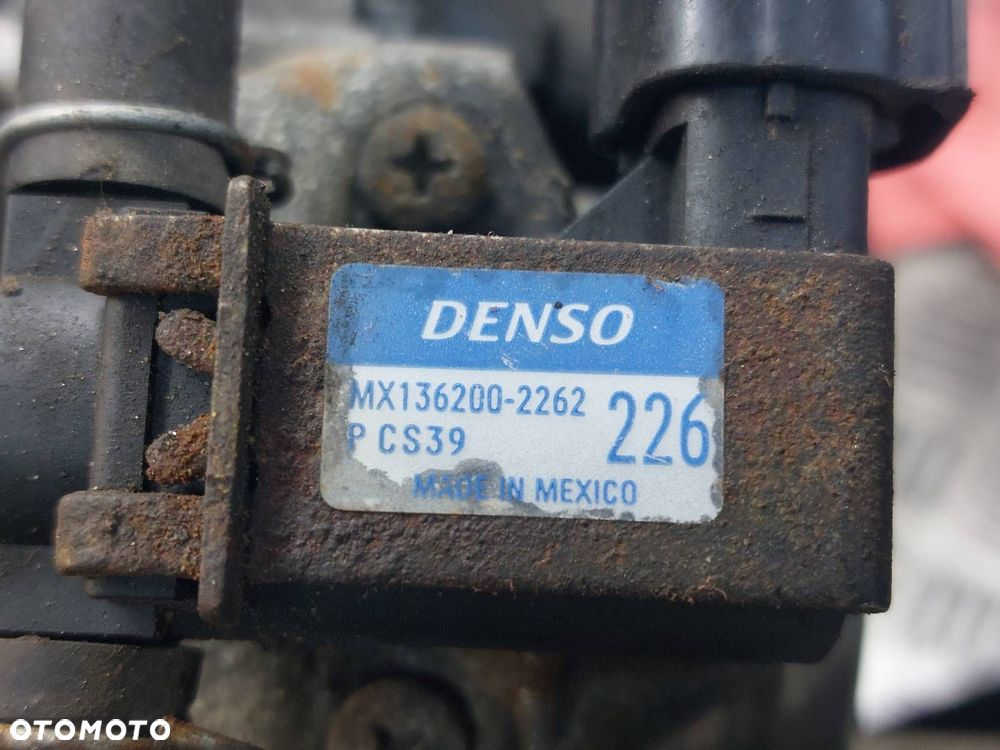 DENSO
MX136200-2262
226
P CS39
MADE IN MEXICO
OTOMOTO